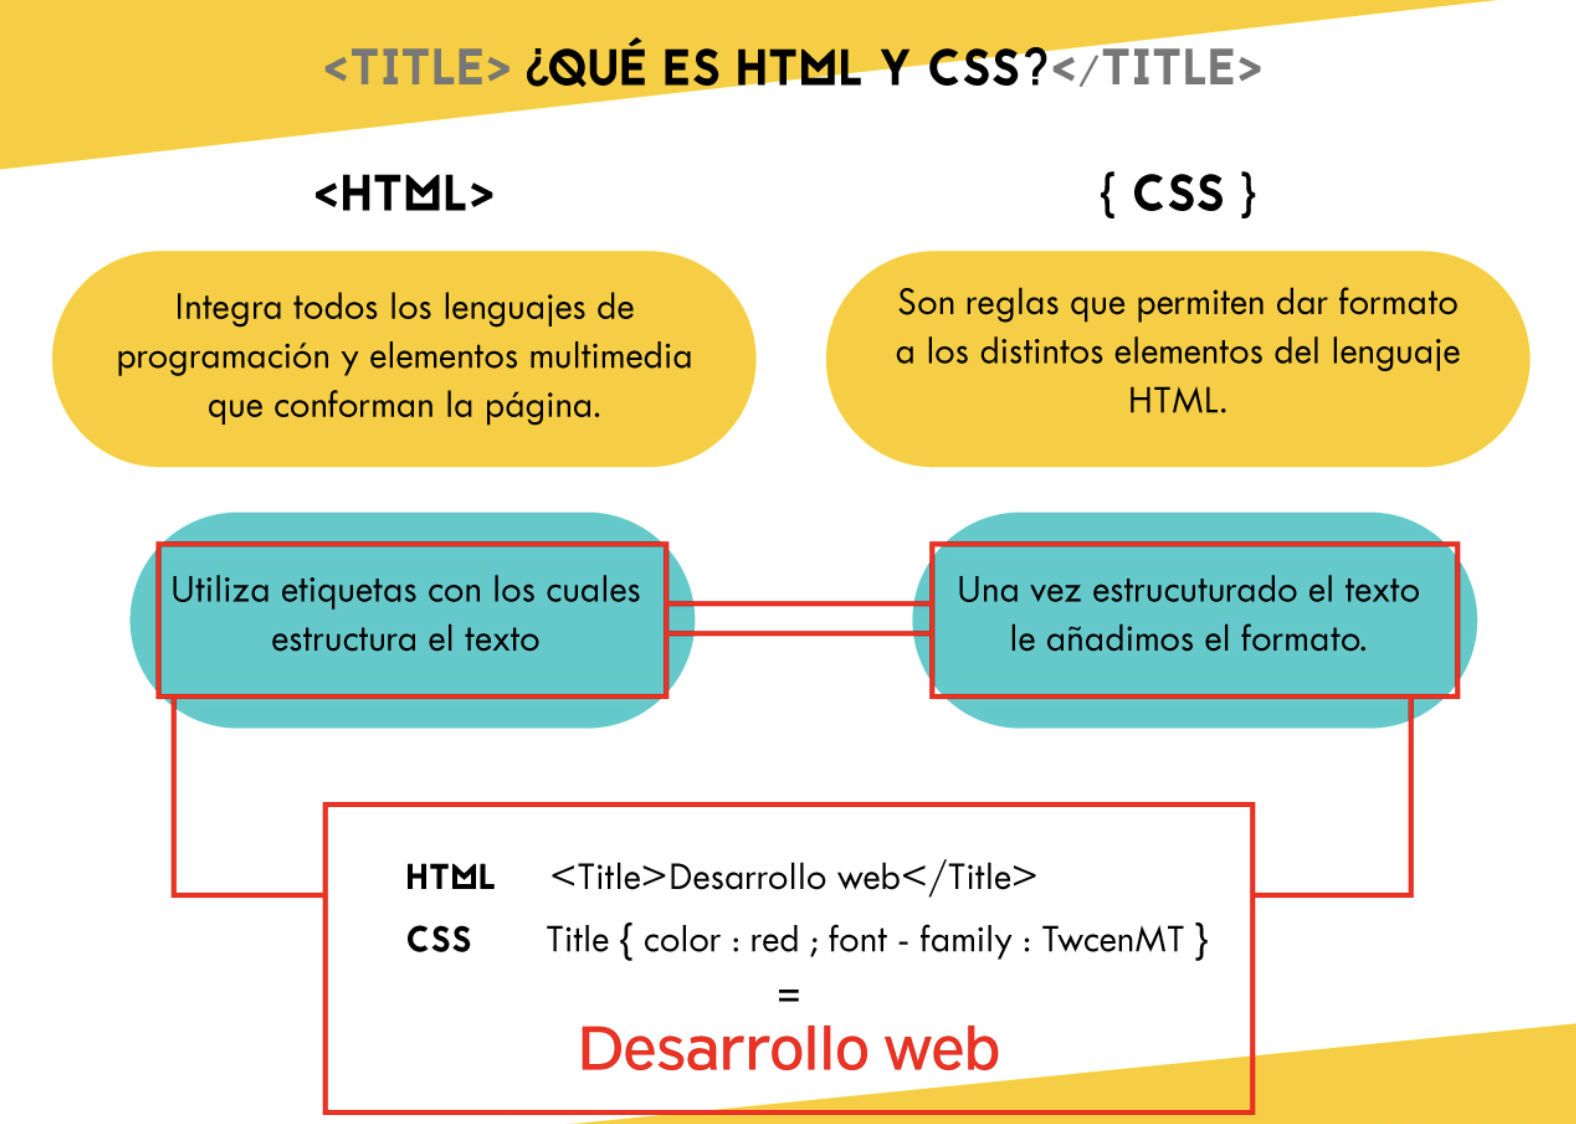 <TITLE> ¿QUÉ ES HTML Y CSS?</TITLE>
<HTML>
Integra todos los lenguajes de
programación y elementos multimedia
que conforman la página.
{ CSS }
Son reglas que permiten dar formato
a los distintos elementos del lenguaje
HTML.
Utiliza etiquetas con los cuales
estructura el texto
Una vez estrucuturado el texto
le añadimos el formato.
HTML <Title>Desarrollo web</Title>
CSS Title { color : red ; font - family : TwcenMT }
=
Desarrollo web